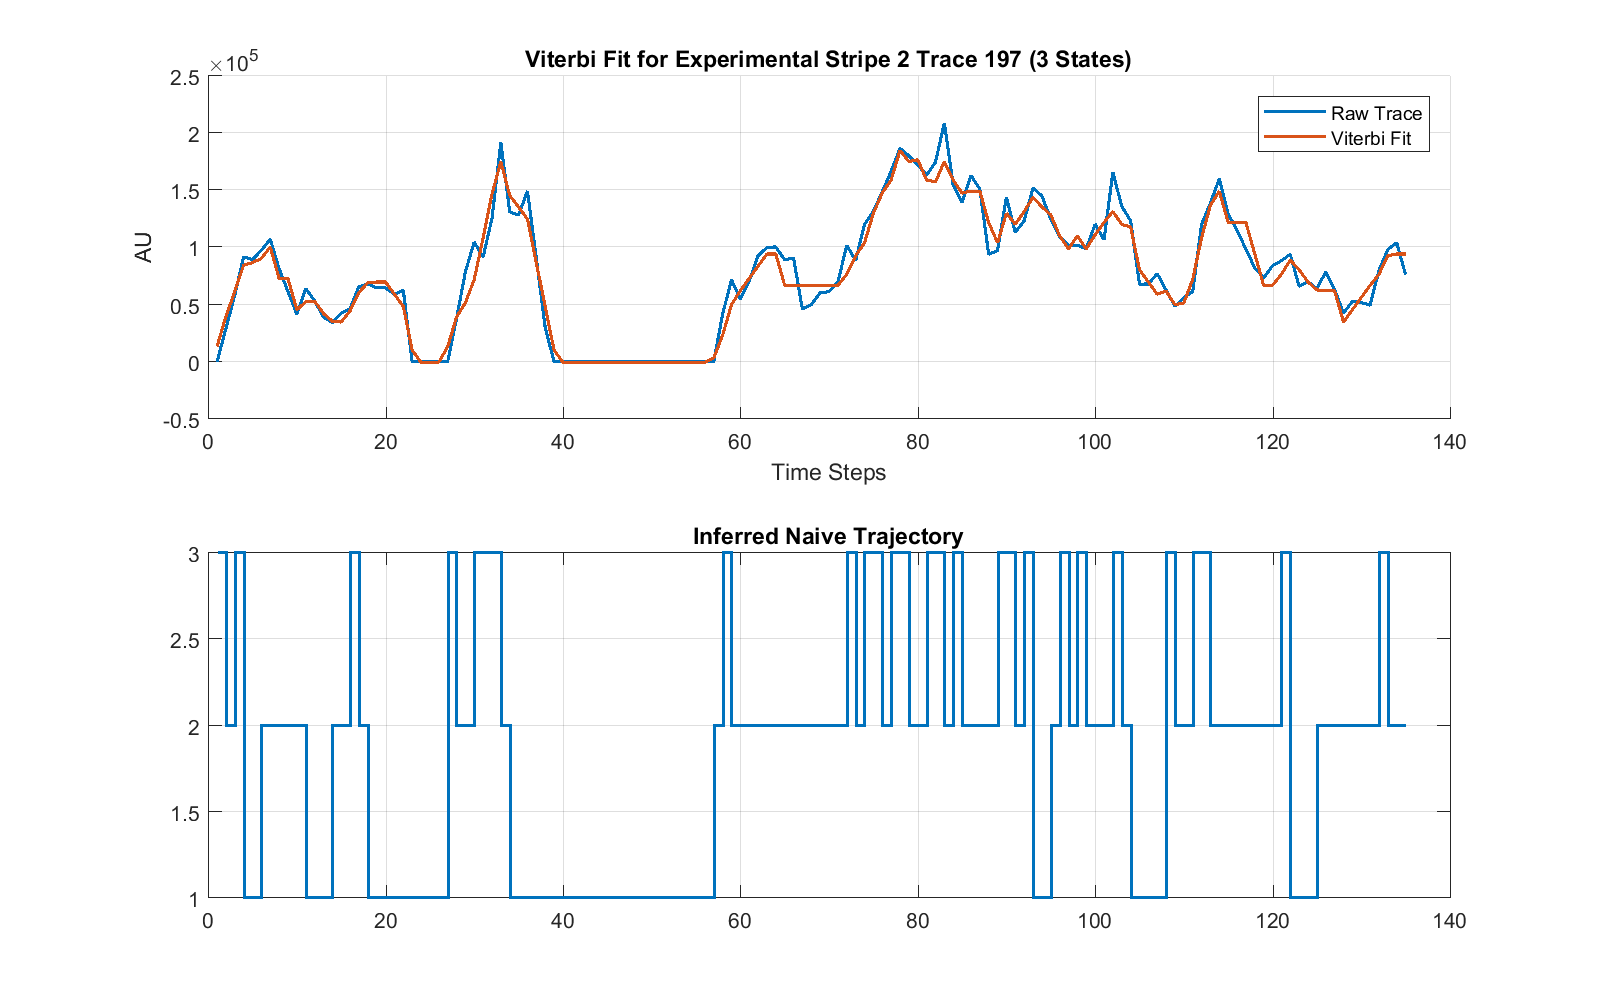 Viterbi Fit for Experimental Stripe 2 Trace 197 (3 States)
×10^5
2.5
2
1.5
1
0.5
0
-0.5
AU
Raw Trace
Viterbi Fit
0 20 40 60 80 100 120 140
Time Steps
Inferred Naive Trajectory
3
2.5
2
1.5
1
0 20 40 60 80 100 120 140